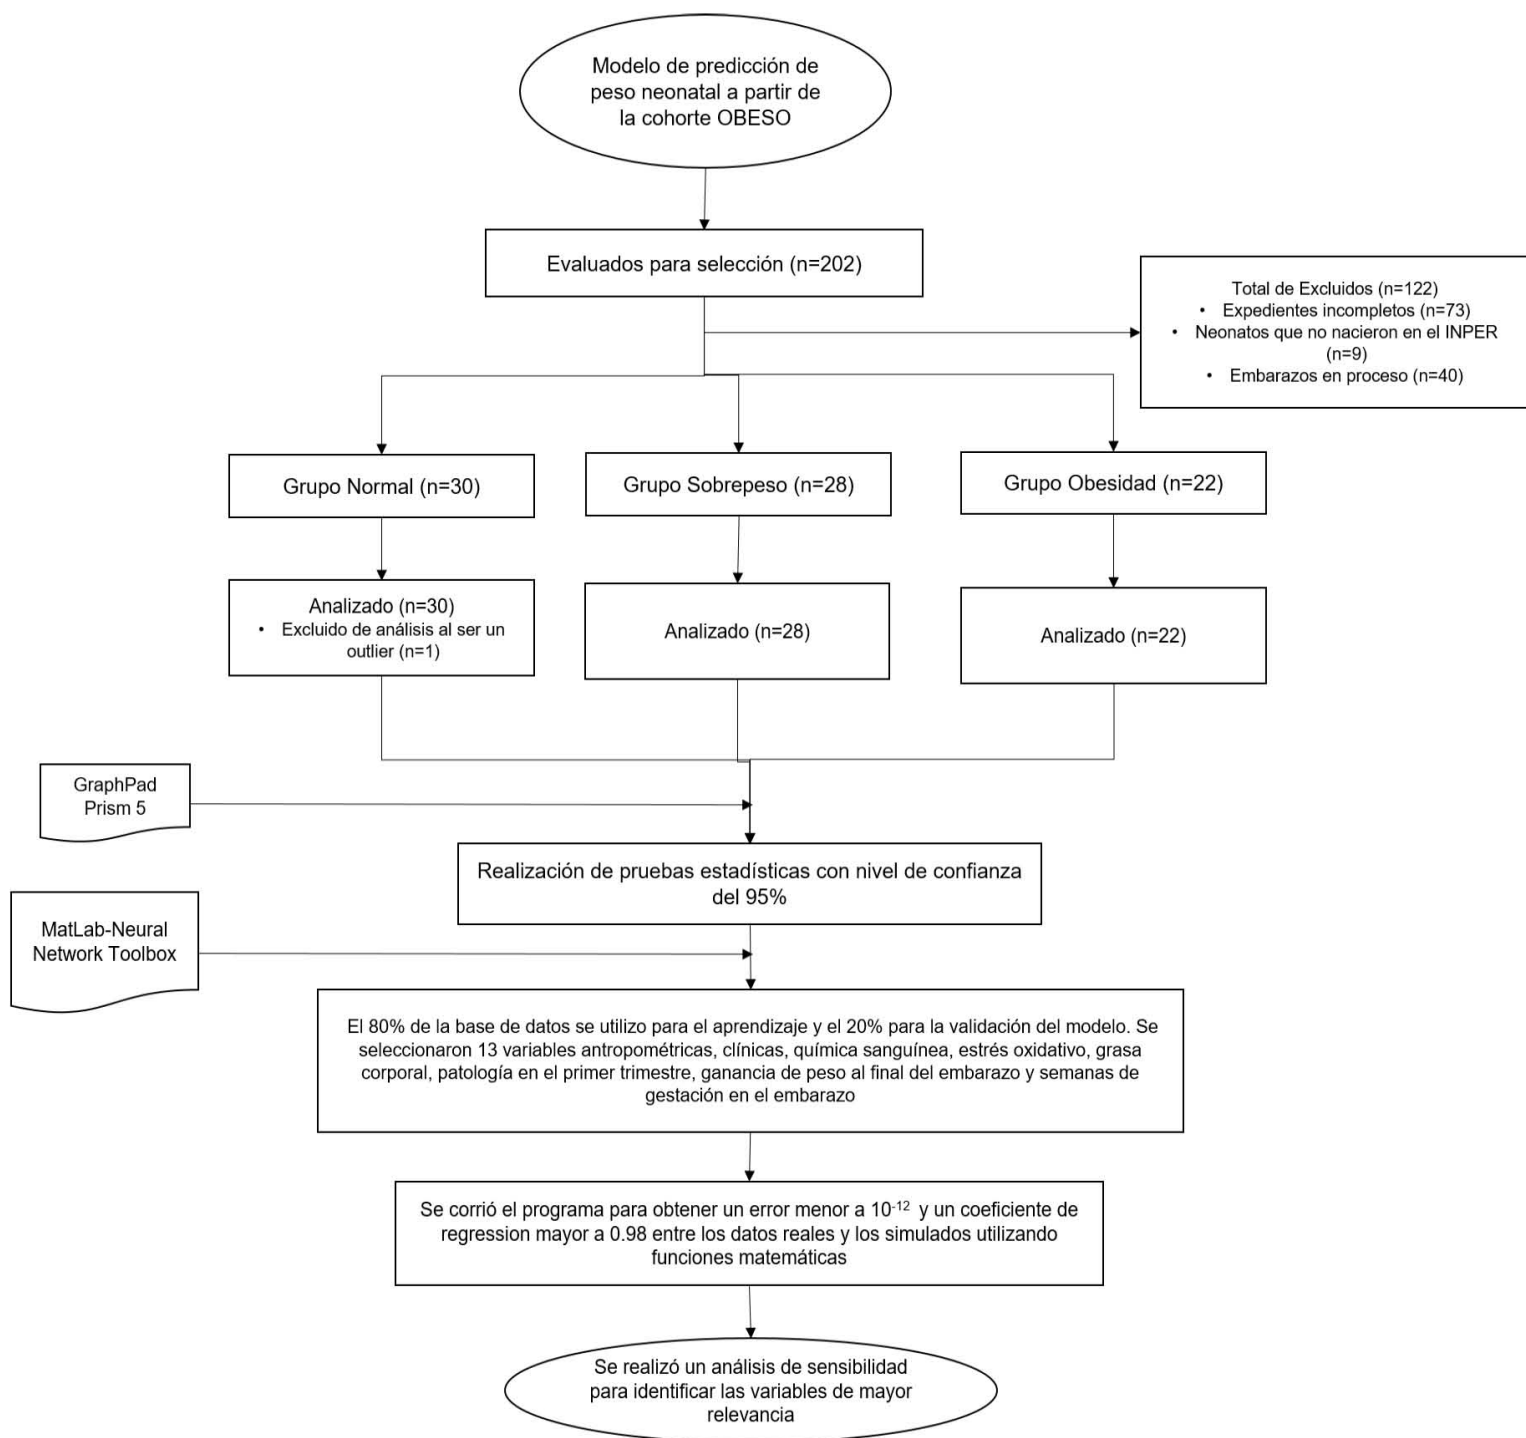 Modelo de predicción de
peso neonatal a partir de
la cohorte OBESO
Evaluados para selección (n=202)
Total de Excluidos (n=122)
• Expedientes incompletos (n=73)
• Neonatos que no nacieron en el INPER
(n=9)
• Embarazos en proceso (n=40)
Grupo Normal (n=30)
Grupo Sobrepeso (n=28)
Grupo Obesidad (n=22)
Analizado (n=30)
• Excluido de análisis al ser un
outlier (n=1)
Analizado (n=28)
Analizado (n=22)
GraphPad
Prism 5
Realización de pruebas estadísticas con nivel de confianza
del 95%
MatLab-Neural
Network Toolbox
El 80% de la base de datos se utilizo para el aprendizaje y el 20% para la validación del modelo. Se
seleccionaron 13 variables antropométricas, clínicas, química sanguínea, estrés oxidativo, grasa
corporal, patología en el primer trimestre, ganancia de peso al final del embarazo y semanas de
gestación en el embarazo
Se corrió el programa para obtener un error menor a 10⁻¹² y un coeficiente de
regression mayor a 0.98 entre los datos reales y los simulados utilizando
funciones matemáticas
Se realizó un análisis de sensibilidad
para identificar las variables de mayor
relevancia